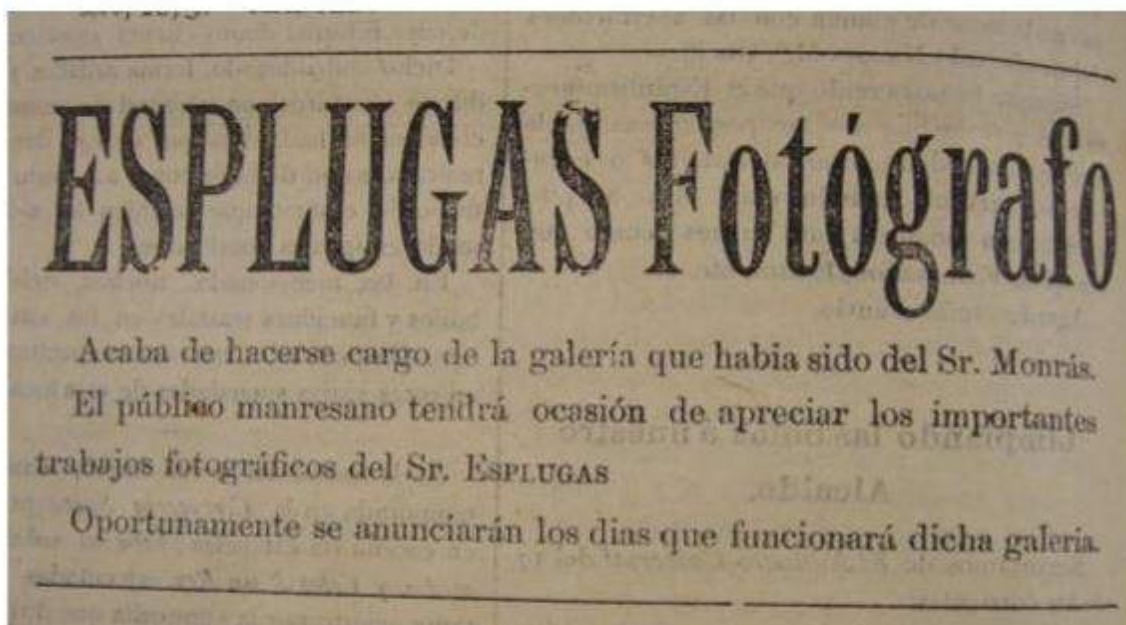 ESPLUGAS Fotógrafo
Acaba de hacerse cargo de la galería que habia sido del Sr. Monrás.
El público manresano tendrá ocasión de apreciar los importantes
trabajos fotográficos del Sr. ESPLUGAS
Oportunamente se anunciarán los dias que funcionará dicha galeria.